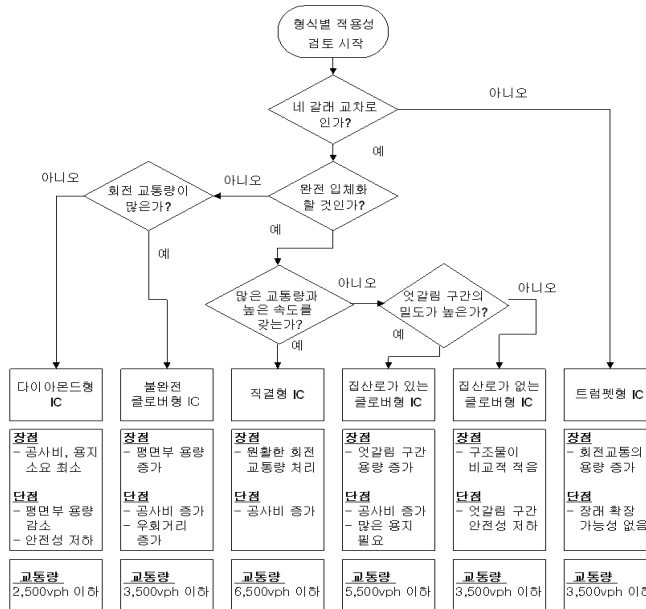 형식별 적용성
검토 시작
네 갈래 교차로
인가?
아니오
예
완전 입체화
할 것인가?
아니오
회전 교통량이
많은가?
아니오
예
예
많은 교통량과
높은 속도를
갖는가?
아니오
엇갈림 구간의
밀도가 높은가?
아니오
예
예
다이아몬드형
IC
불완전
클로버형 IC
직결형 IC
집산로가 있는
클로버형 IC
집산로가 없는
클로버형 IC
트럼펫형 IC
장점
- 공사비, 용지
소요 최소
단점
- 평면부 용량
감소
- 안전성 저하
장점
- 평면부 용량
증가
단점
- 공사비 증가
- 우회거리
증가
장점
- 원활한 회전
교통량 처리
단점
- 공사비 증가
장점
- 엇갈림 구간
용량 증가
단점
- 공사비 증가
- 많은 용지
필요
장점
- 구조물이
비교적 적음
단점
- 엇갈림 구간
안전성 저하
장점
- 회전교통의
용량 증가
단점
- 장래 확장
가능성 없음
교통량
2,500vph 이하
교통량
3,500vph 이하
교통량
6,500vph 이하
교통량
5,500vph 이하
교통량
3,500vph 이하
교통량
3,500vph 이하